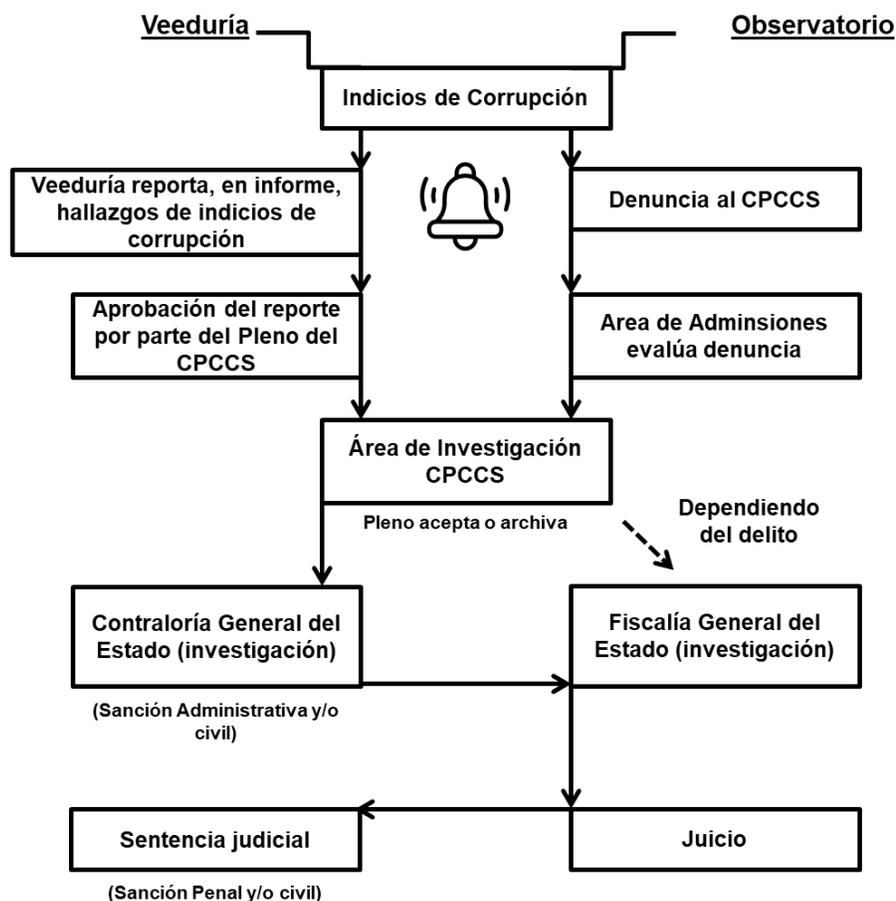 Veeduría
Observatorio
Indicios de Corrupción
Veeduría reporta, en informe,
hallazgos de indicios de
corrupción
Denuncia al CPCCS
Aprobación del reporte
por parte del Pleno del
CPCCS
Area de Adminsiones
evalúa denuncia
Área de Investigación
CPCCS
Pleno acepta o archiva
Dependiendo
del delito
Contraloría General del
Estado (investigación)
(Sanción Administrativa y/o
civil)
Fiscalía General del
Estado (investigación)
Sentencia judicial
(Sanción Penal y/o civil)
Juicio